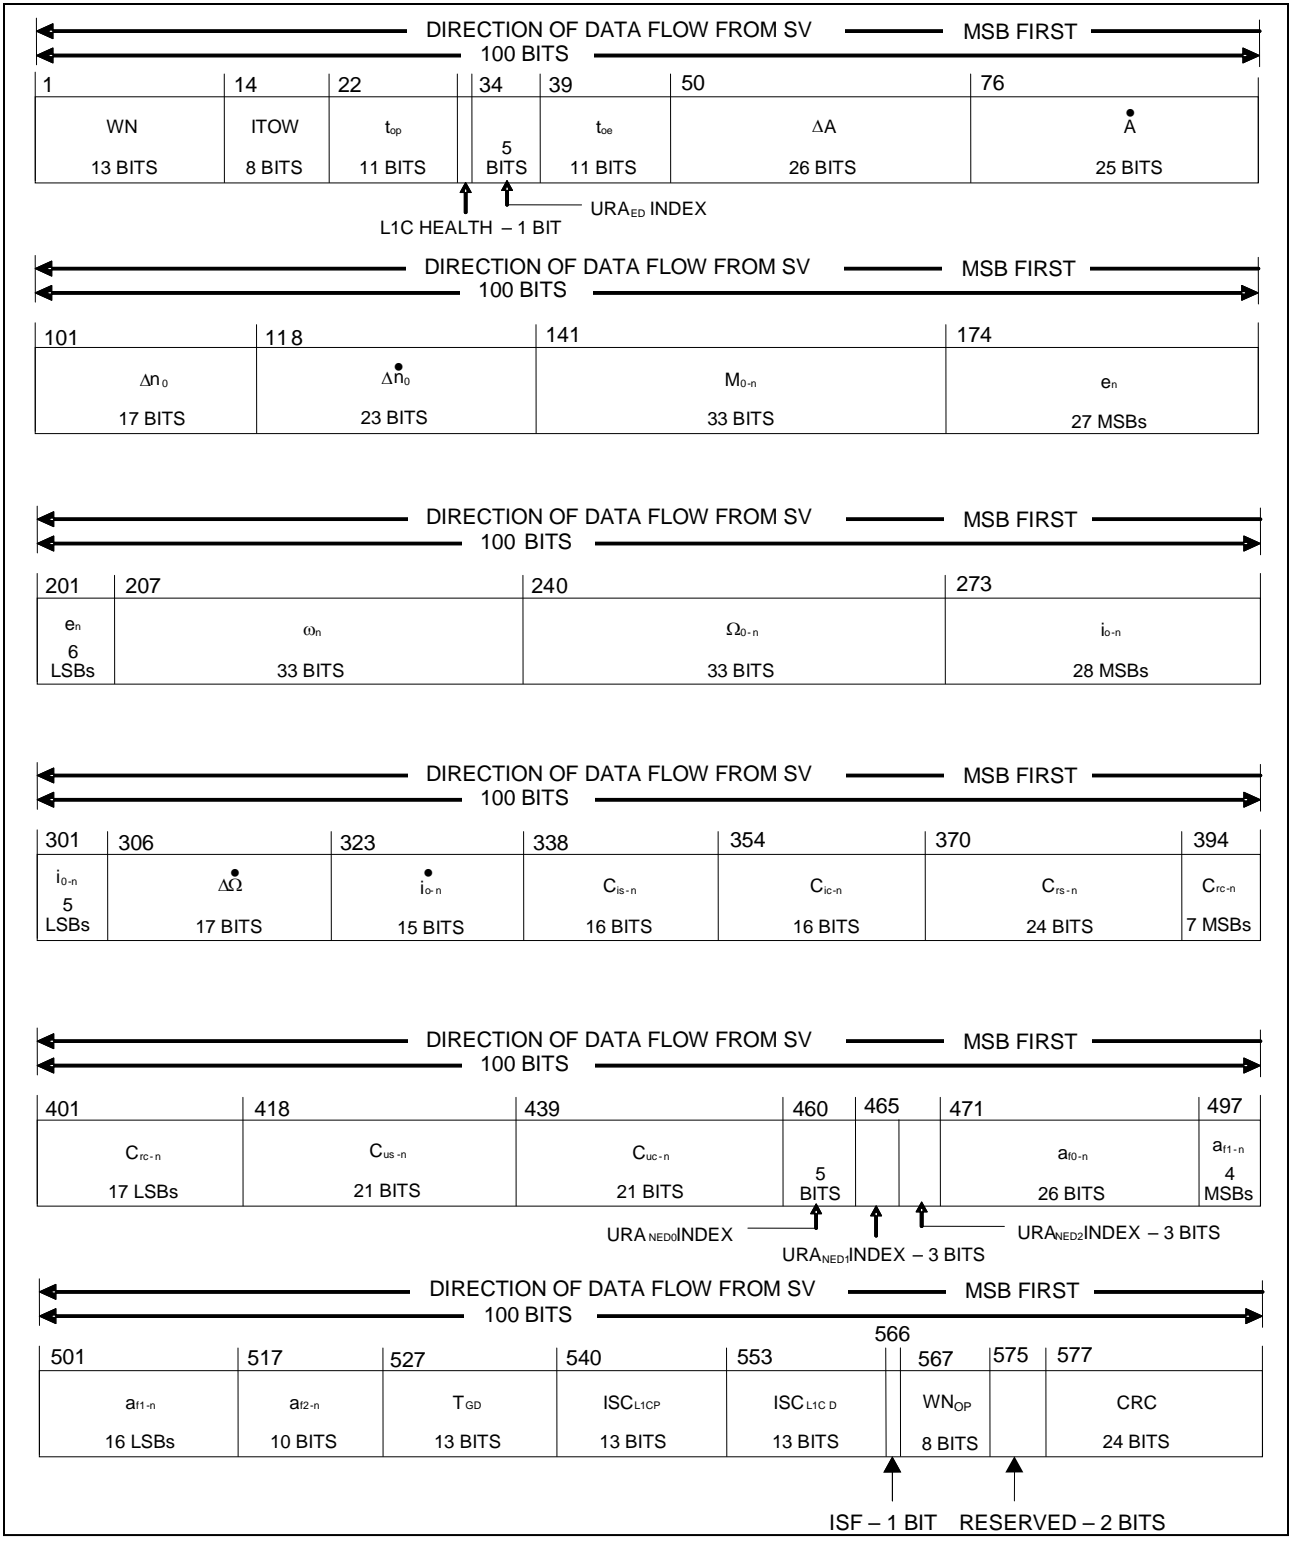 DIRECTION OF DATA FLOW FROM SV MSB FIRST
100 BITS
1 14 22 34 39 50 76
WN ITOW top toe ΔA Ȧ
5
13 BITS 8 BITS 11 BITS BITS 11 BITS 26 BITS 25 BITS
URAED INDEX
L1C HEALTH – 1 BIT
DIRECTION OF DATA FLOW FROM SV MSB FIRST
100 BITS
101 118 141 174
Δn0 Δṅ0 M0-n en
17 BITS 23 BITS 33 BITS 27 MSBs
DIRECTION OF DATA FLOW FROM SV MSB FIRST
100 BITS
201 207 240 273
en ωn Ω0-n io-n
6
LSBs 33 BITS 33 BITS 28 MSBs
DIRECTION OF DATA FLOW FROM SV MSB FIRST
100 BITS
301 306 323 338 354 370 394
i0-n ΔΩ̇ i̇o-n Cis-n Cic-n Crs-n Crc-n
5
LSBs 17 BITS 15 BITS 16 BITS 16 BITS 24 BITS 7 MSBs
DIRECTION OF DATA FLOW FROM SV MSB FIRST
100 BITS
401 418 439 460 465 471 497
Crc-n Cus-n Cuc-n af0-n af1-n
5 4
17 LSBs 21 BITS 21 BITS BITS 26 BITS MSBs
URA NED0INDEX URANED2INDEX – 3 BITS
URANED1INDEX – 3 BITS
DIRECTION OF DATA FLOW FROM SV MSB FIRST
100 BITS
566
501 517 527 540 553 567 575 577
af1-n af2-n TGD ISCL1CP ISCL1CD WNOP CRC
16 LSBs 10 BITS 13 BITS 13 BITS 13 BITS 8 BITS 24 BITS
ISF – 1 BIT RESERVED – 2 BITS